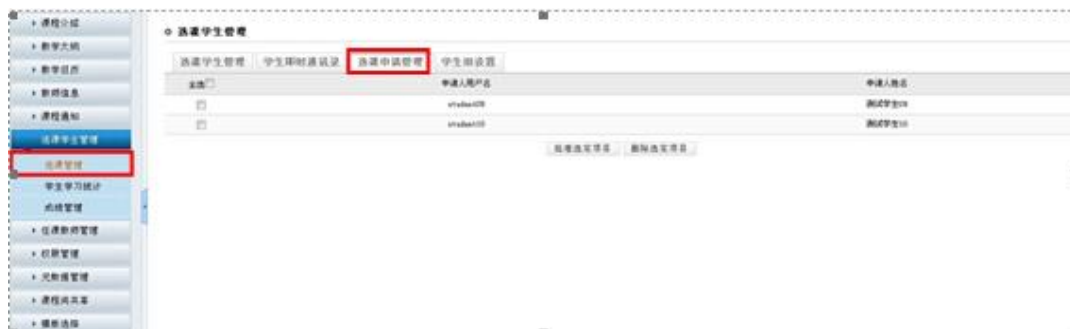 课程介绍
教学大纲
教学日历
教师信息
课程通知
选课学生管理
选课管理
学生学习统计
成绩管理
任课教师管理
权限管理
元数据管理
课程间共享
模板选择
选课学生管理
选课学生管理 学生即时通讯录 选课申请管理 学生组设置
全选 申请人用户名 申请人姓名
student09 测试学生09
student10 测试学生10
批准选定项目 删除选定项目